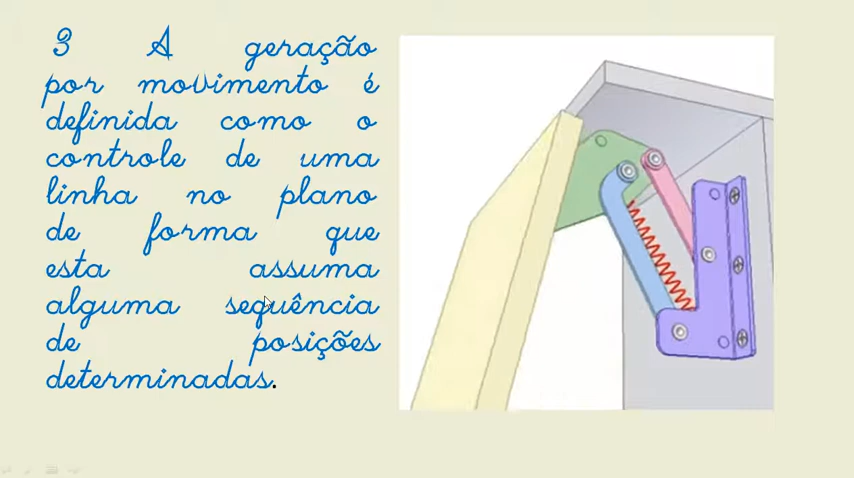 3 A geração
por movimento é
definida como o
controle de uma
linha no plano
de forma que
esta assuma
alguma sequência
de posições
determinadas.